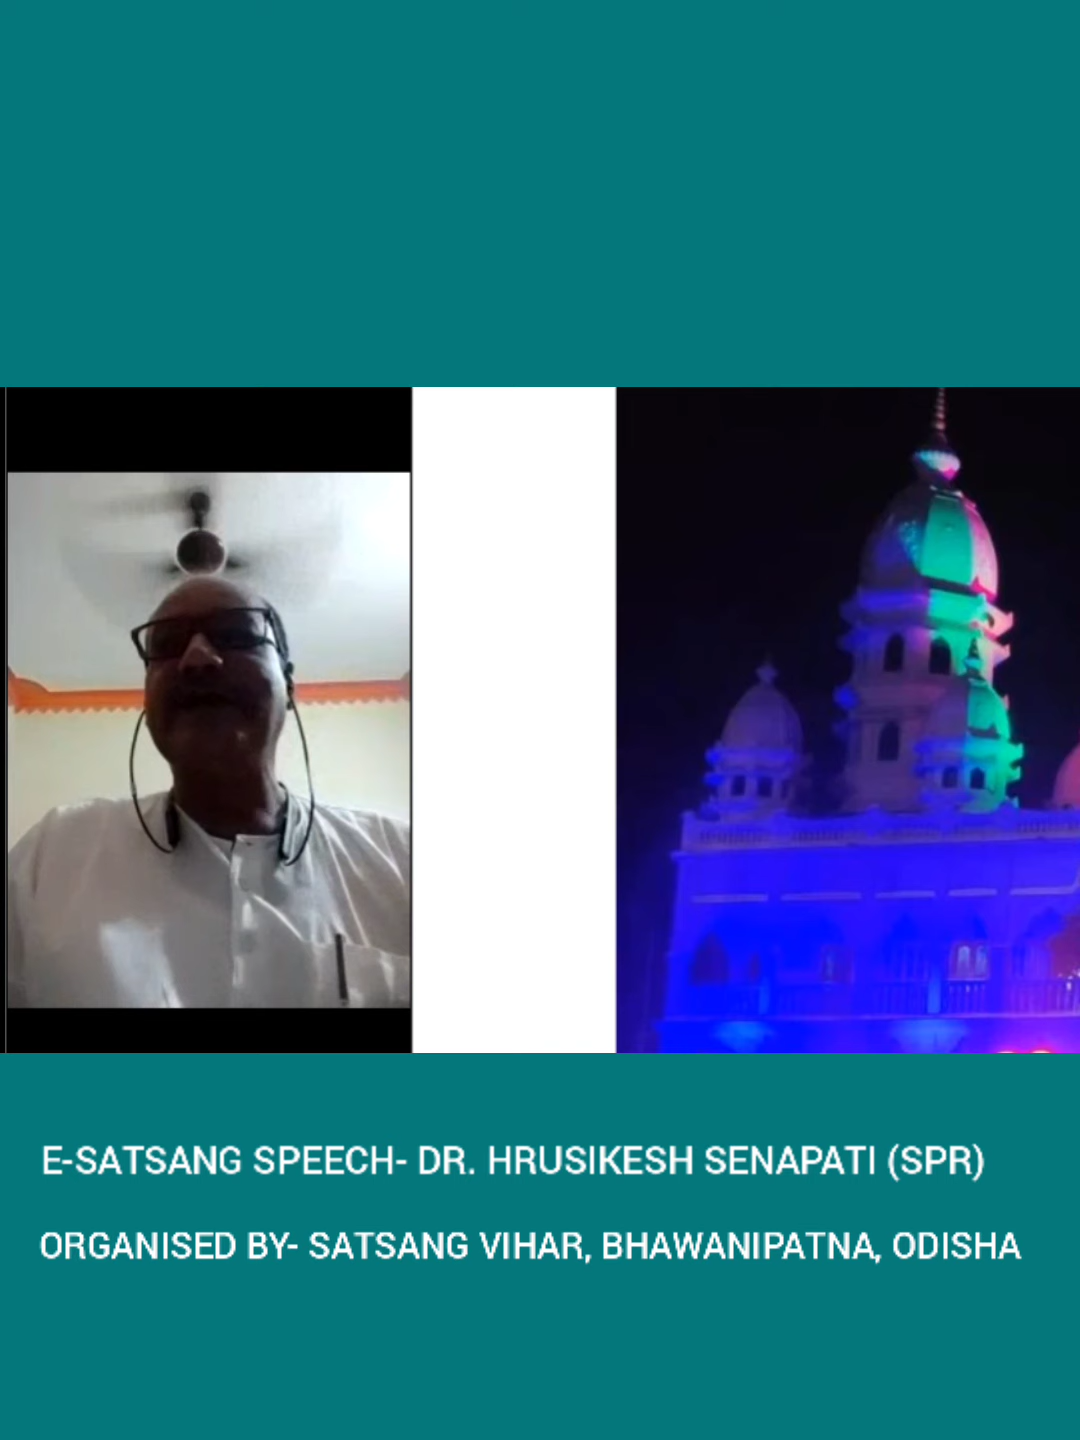 E-SATSANG SPEECH- DR. HRUSIKESH SENAPATI (SPR)
ORGANISED BY- SATSANG VIHAR, BHAWANIPATNA, ODISHA